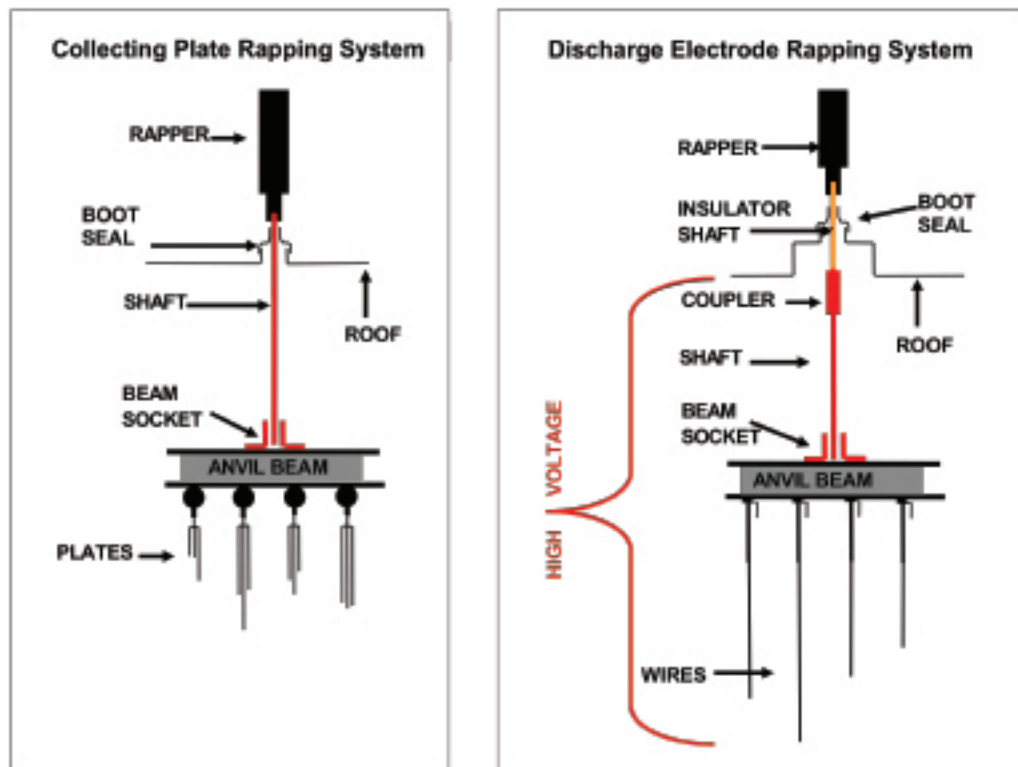 Collecting Plate Rapping System
RAPPER
BOOT
SEAL
SHAFT
ROOF
BEAM
SOCKET
ANVIL BEAM
PLATES
Discharge Electrode Rapping System
RAPPER
INSULATOR
SHAFT
BOOT
SEAL
COUPLER
ROOF
SHAFT
BEAM
SOCKET
ANVIL BEAM
HIGH VOLTAGE
WIRES